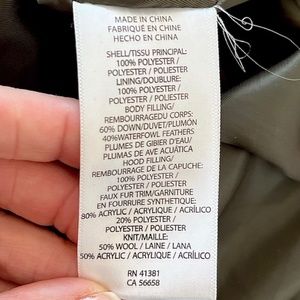 MADE IN CHINA
FABRIQUÉ EN CHINE
HECHO EN CHINE
SHELL/TISSU PRINCIPAL:
100% POLYESTER /
POLYESTER / POLIESTER
LINING/DOUBLURE:
100% POLYESTER /
POLYESTER / POLIESTER
BODY FILLING/
REMBOURRAGEDU CORPS:
60% DOWN/DUVET/PLUMÓN
40%WATERFOWL FEATHERS
PLUMES DE GIBIER D'EAU/
PLUMAS DE AVE ACUÁTICA
HOOD FILLING/
REMBOURRAGE DE LA CAPUCHE:
100% POLYESTER /
POLYESTER / POLIESTER
FAUX FUR TRIM/GARNITURE
EN FOURRURE SYNTHETIQUE:
80% ACRYLIC / ACRYLIQUE / ACRÍLICO
20% POLYESTER /
POLYESTER / POLIESTER
KNIT/MAILLE:
50% WOOL / LAINE / LANA
50% ACRYLIC / ACRYLIQUE / ACRÍLICO
RN 41381
CA 56658